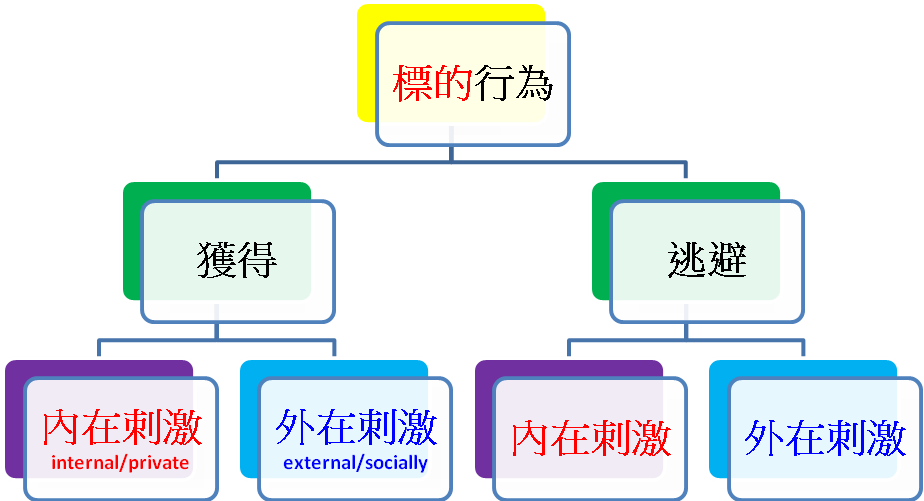 標的行為
獲得
逃避
內在刺激
internal/private
外在刺激
external/socially
內在刺激
外在刺激